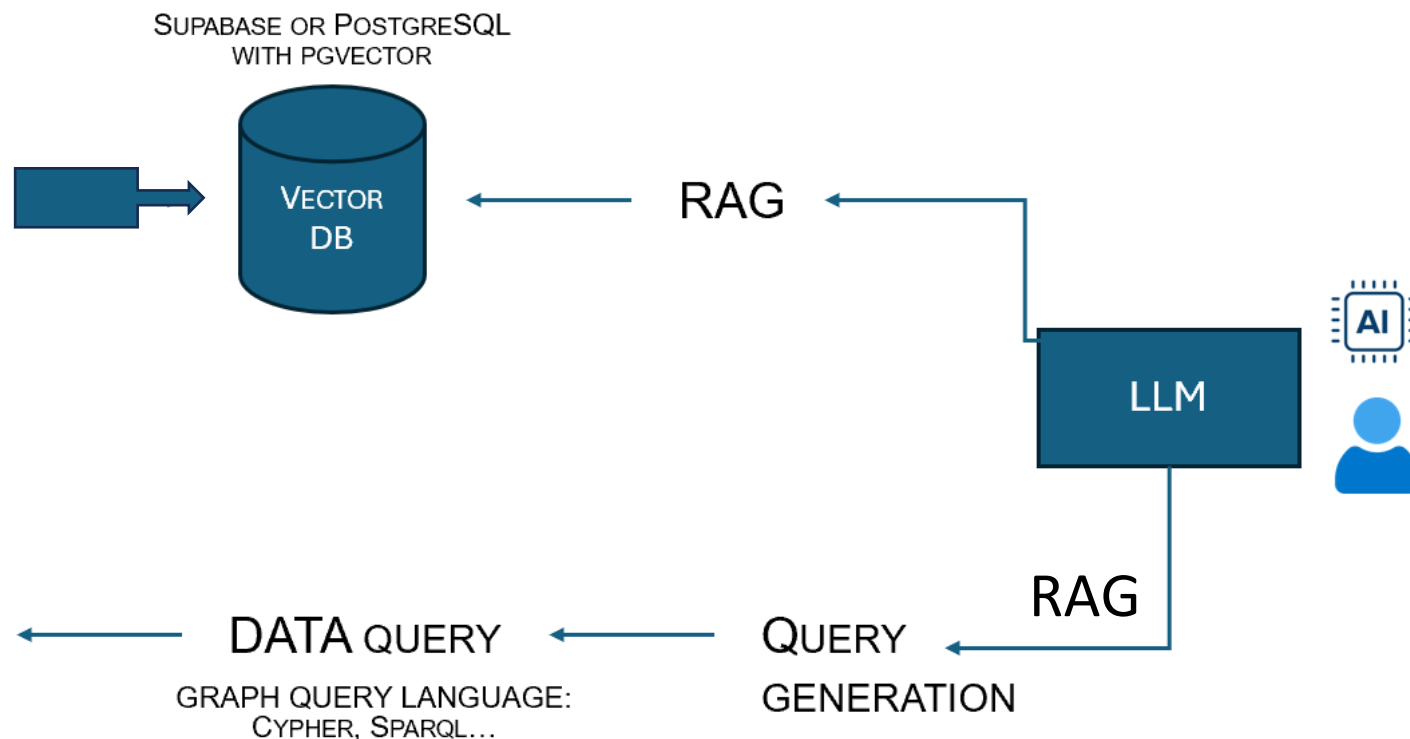 SUPABASE OR POSTGRESQL
WITH PGVECTOR
VECTOR
DB
RAG
AI
LLM
RAG
DATA QUERY
QUERY
GENERATION
GRAPH QUERY LANGUAGE:
CYPHER, SPARQL...